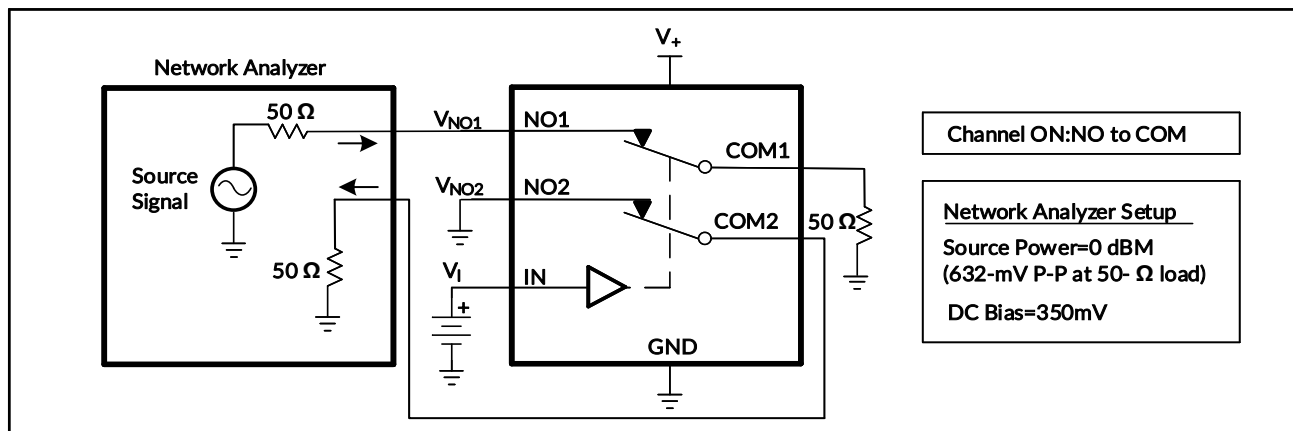 V+
Network Analyzer
50 Ω
VNO1
NO1
Channel ON:NO to COM
COM1
Source
Signal
VNO2
NO2
50 Ω
COM2
Network Analyzer Setup
Source Power=0 dBM
(632-mV P-P at 50- Ω load)
DC Bias=350mV
50 Ω
VI
IN
+
GND